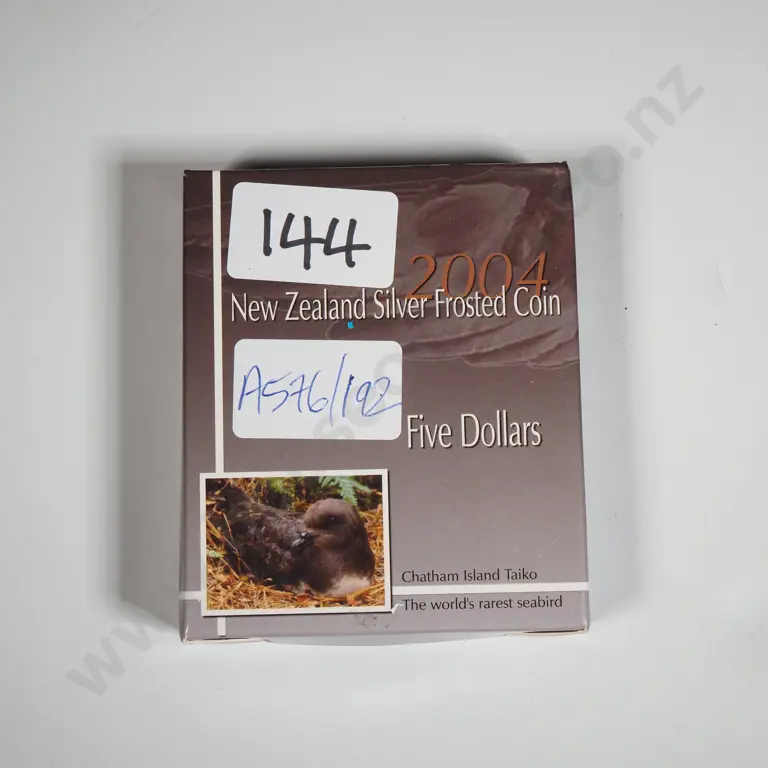 144
2004
New Zealand Silver Frosted Coin
A576/192
Five Dollars
Chatham Island Taiko
The world's rarest seabird